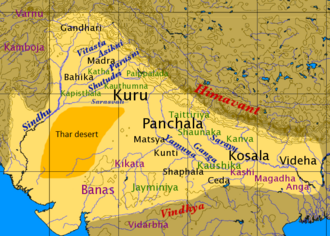 Varnu
Gandhari
Kamboja
Vitasta
Asikni
Madra
Parusni
Katha
Paippalada
Bahika
Shutudri
Kapisthala
Kauthumna
Himavant
Sindhu
Sarasvati
Kuru
Thar desert
Panchala
Taittiriya
Shaunaka
Matsya
Yamuna
Ganga
Sarayu
Kanva
Kunti
Kosala
Videha
Kikata
Kaushika
Shaphala
Kashi
Magadha
Banas
Jayminiya
Ceda
Anga
Vindhya
Vidarbha